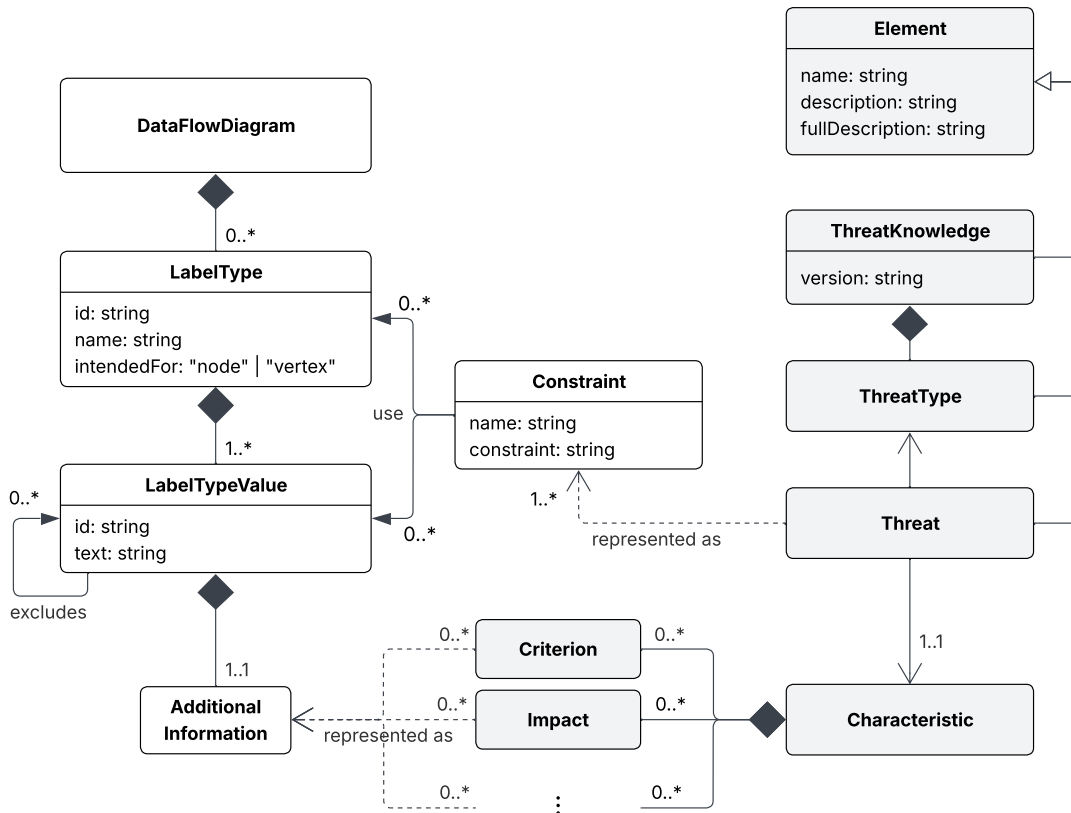 Element
name: string
description: string
fullDescription: string
DataFlowDiagram
0..*
LabelType
id: string
name: string
intendedFor: "node" | "vertex"
ThreatKnowledge
version: string
0..*
use
Constraint
name: string
constraint: string
ThreatType
1..*
LabelTypeValue
id: string
text: string
0..*
excludes
0..*
1..*
represented as
Threat
1..1
1..1
Additional
Information
0..*
Criterion
0..*
0..*
Impact
0..*
represented as
Characteristic
0..*
⋮
0..*